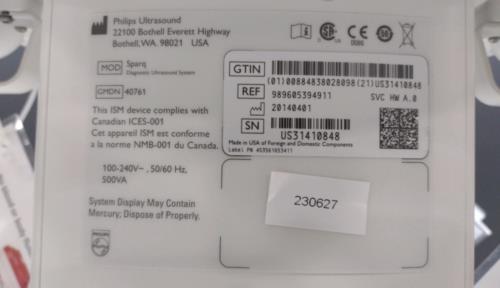 Philips Ultrasound
22100 Bothell Everett Highway
Bothell, WA. 98021 USA
MOD Sparq
Diagnostic Ultrasound System
GMDN 40761
This ISM device complies with
Canadian ICES-001
Cet appareil ISM est conforme
a la norme NMB-001 du Canada.
100-240V~, 50/60 Hz,
500VA
System Display May Contain
Mercury; Dispose of Properly.
PHILIPS
GTIN
(01)00884838028098(21)US31410848
REF 989605394911 SVC HW A.0
20140401
SN US31410848
Made in USA of Foreign and Domestic Components
230627